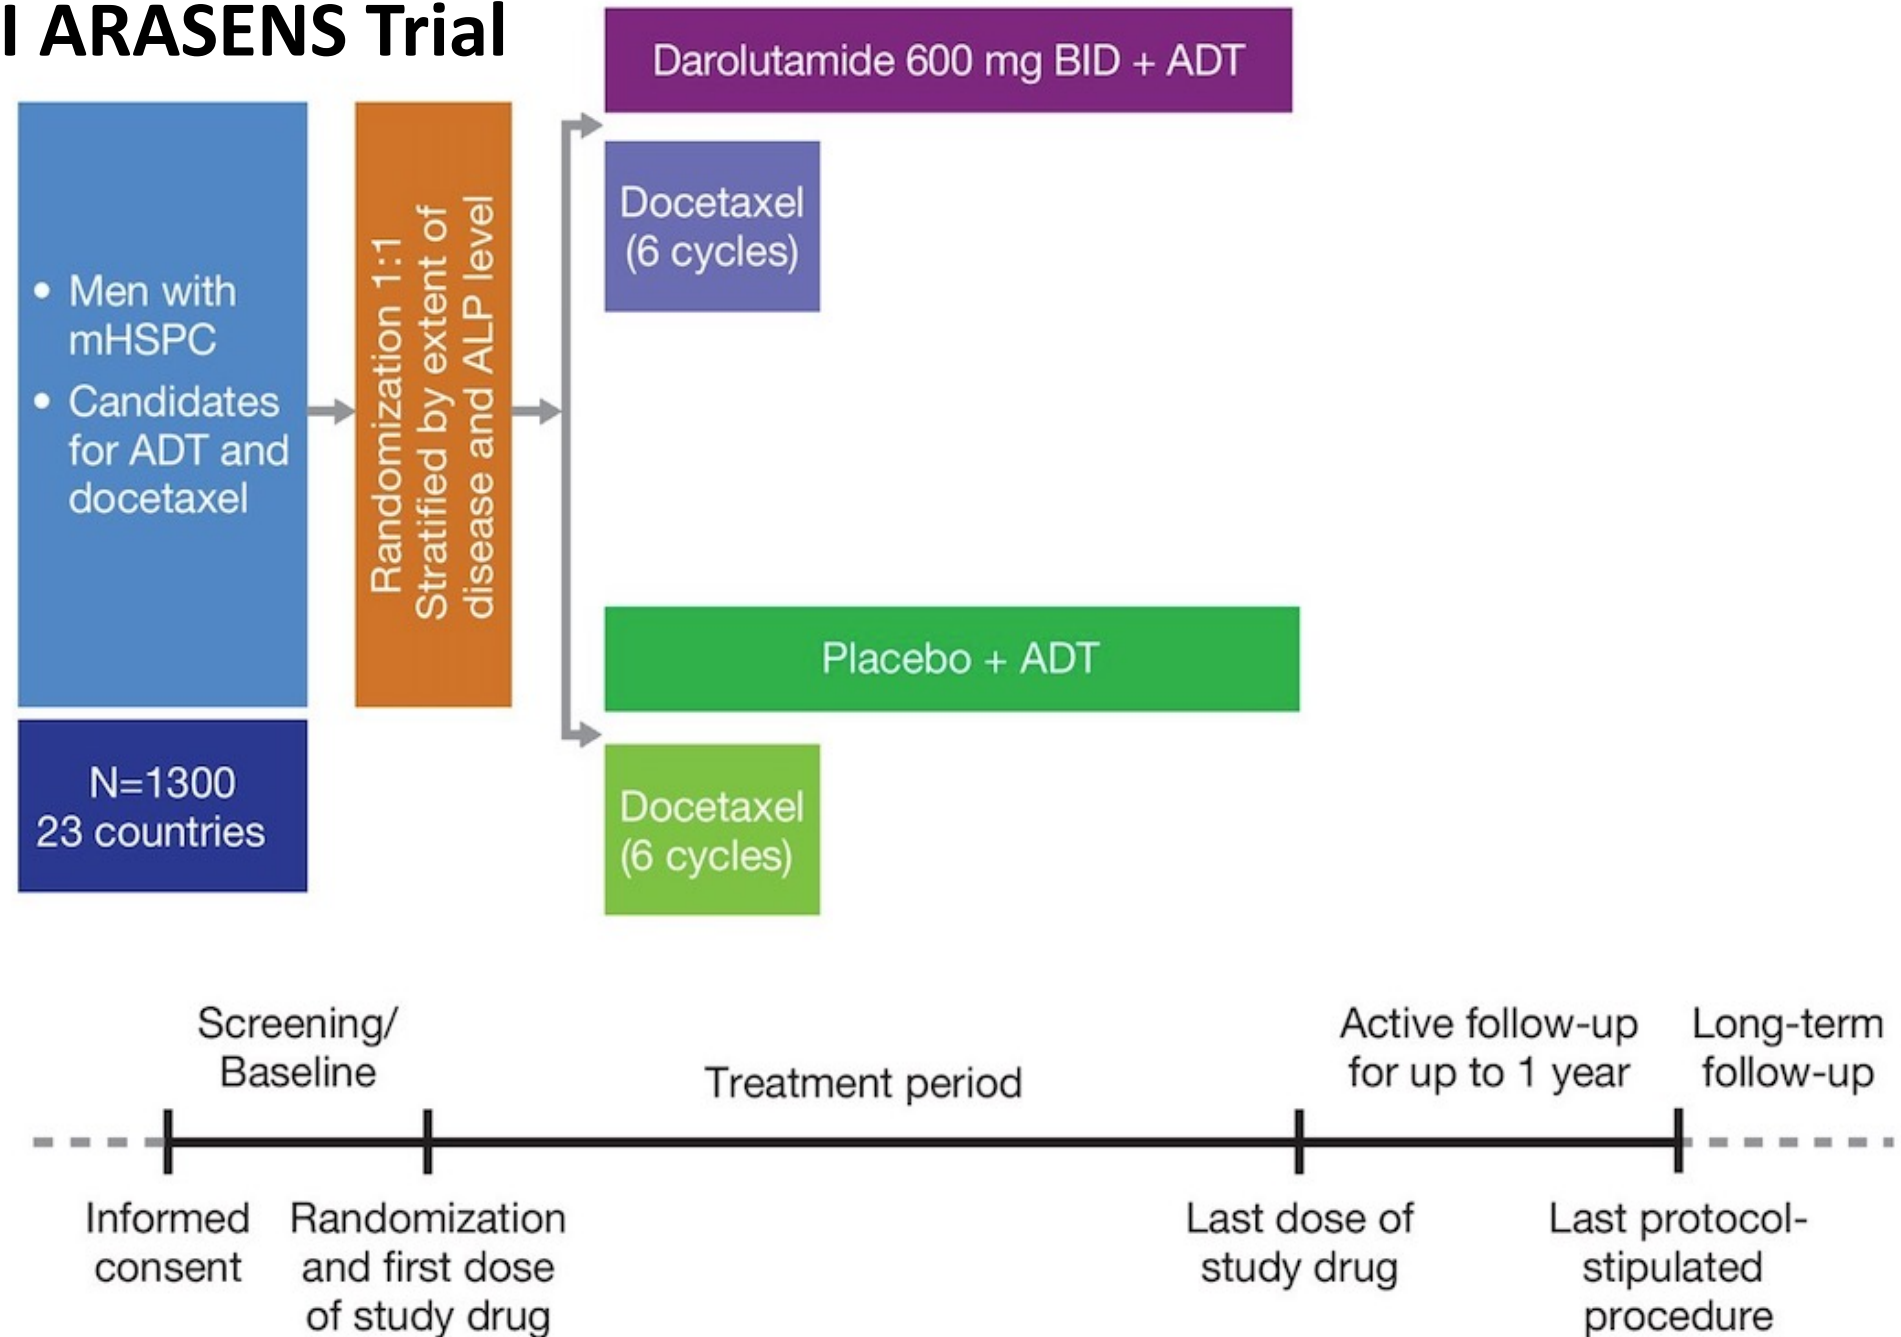 I ARASENS Trial
Darolutamide 600 mg BID + ADT
Docetaxel
(6 cycles)
• Men with
mHSPC
• Candidates
for ADT and
docetaxel
Randomization 1:1
Stratified by extent of
disease and ALP level
Placebo + ADT
Docetaxel
(6 cycles)
N=1300
23 countries
Screening/
Baseline
Treatment period
Active follow-up
for up to 1 year
Long-term
follow-up
Informed
consent
Randomization
and first dose
of study drug
Last dose of
study drug
Last protocol-
stipulated
procedure